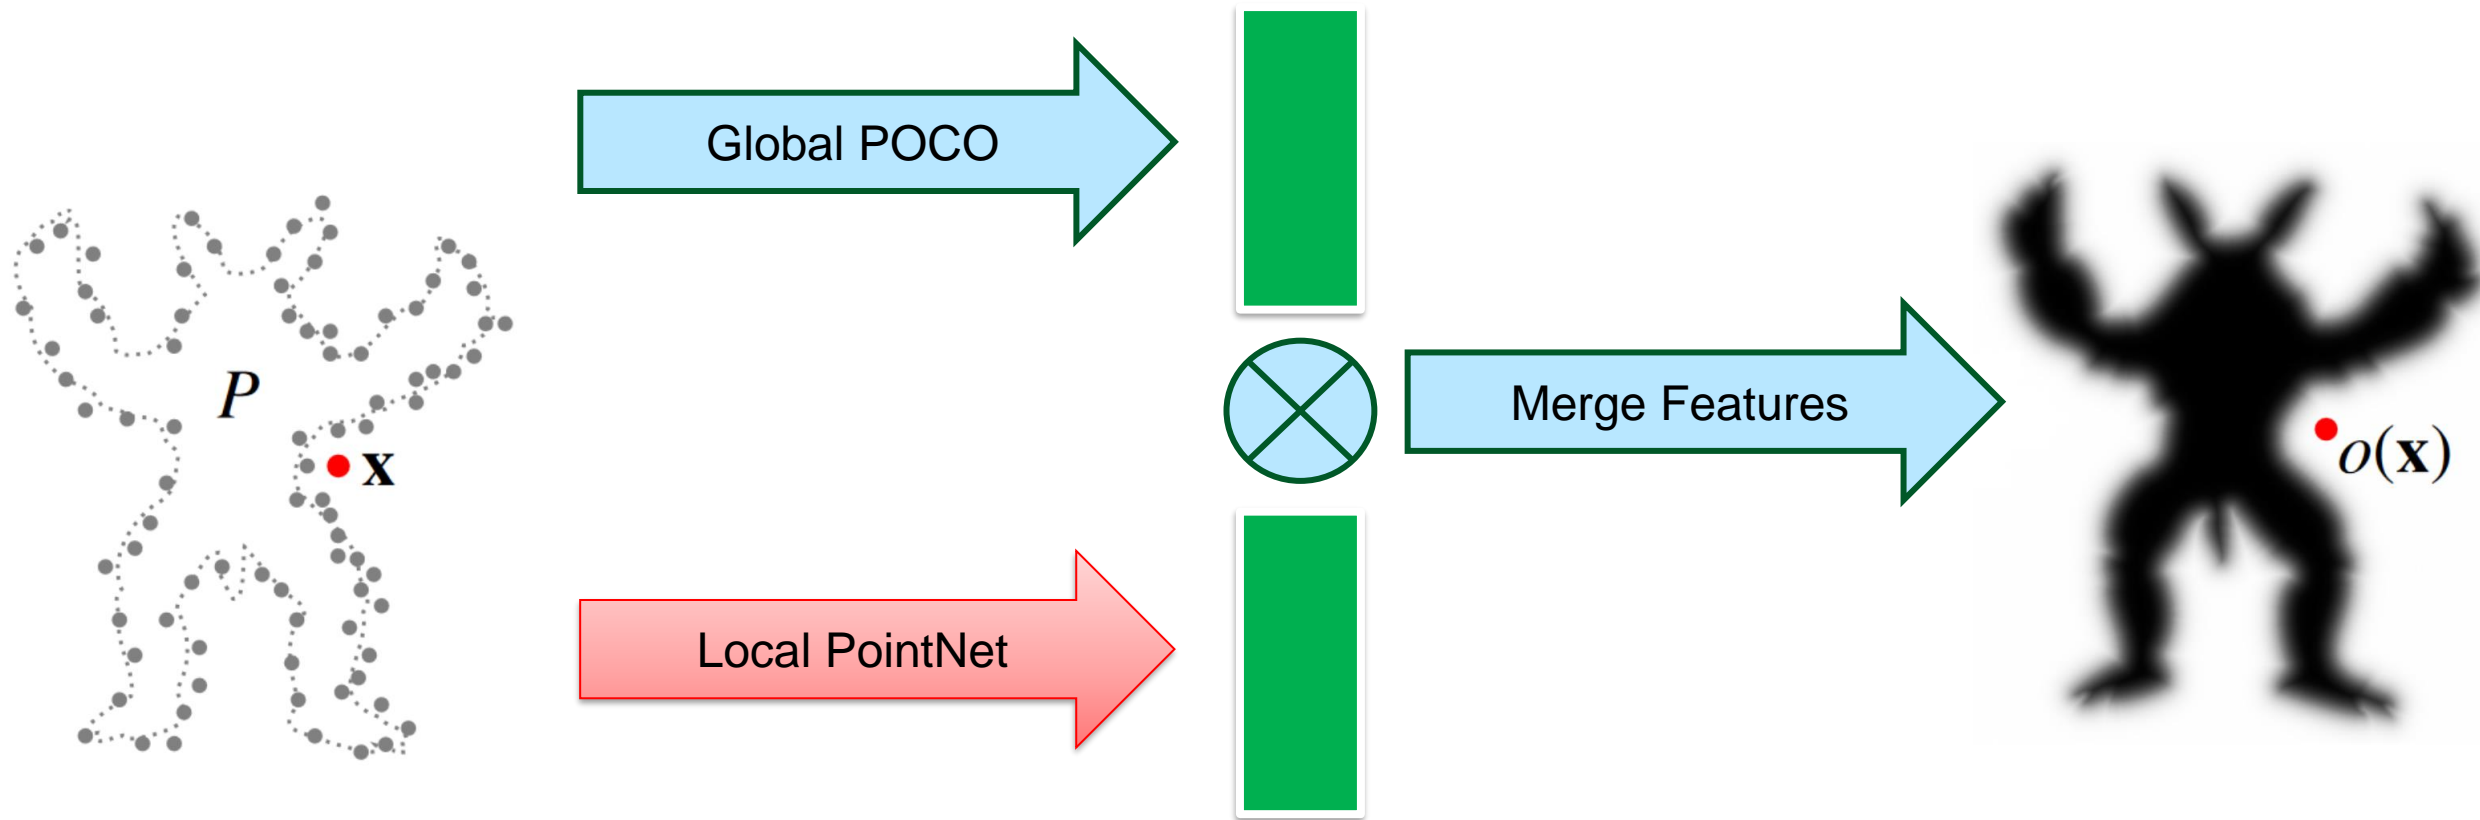 Global POCO
P
x
Merge Features
o(x)
Local PointNet